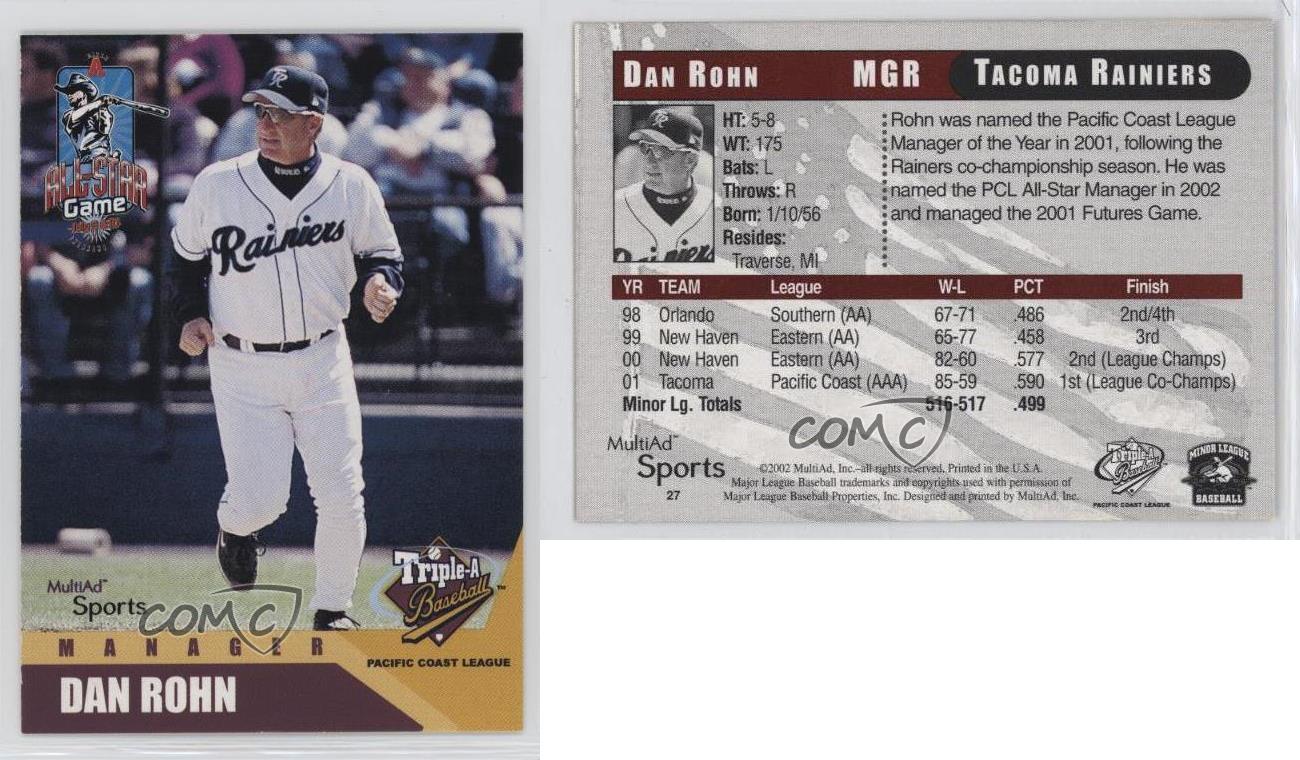 ALL-STAR
Game
R
Rainiers
MultiAd™
Sports
COMC
Triple-A
Baseball™
MANAGER
PACIFIC COAST LEAGUE
DAN ROHN
DAN ROHN MGR TACOMA RAINIERS
HT: 5-8
WT: 175
Bats: L
Throws: R
Born: 1/10/56
Resides:
Traverse, MI
Rohn was named the Pacific Coast League
Manager of the Year in 2001, following the
Rainers co-championship season. He was
named the PCL All-Star Manager in 2002
and managed the 2001 Futures Game.
YR TEAM League W-L PCT Finish
98 Orlando Southern (AA) 67-71 .486 2nd/4th
99 New Haven Eastern (AA) 65-77 .458 3rd
00 New Haven Eastern (AA) 82-60 .577 2nd (League Champs)
01 Tacoma Pacific Coast (AAA) 85-59 .590 1st (League Co-Champs)
Minor Lg. Totals 516-517 .499
COMC
MultiAd™
Sports
27
©2002 MultiAd, Inc.–all rights reserved, Printed in the U.S.A.
Major League Baseball trademarks and copyrights used with permission of
Major League Baseball Properties, Inc. Designed and printed by MultiAd, Inc.
Triple-A
Baseball
PACIFIC COAST LEAGUE
MINOR LEAGUE
BASEBALL